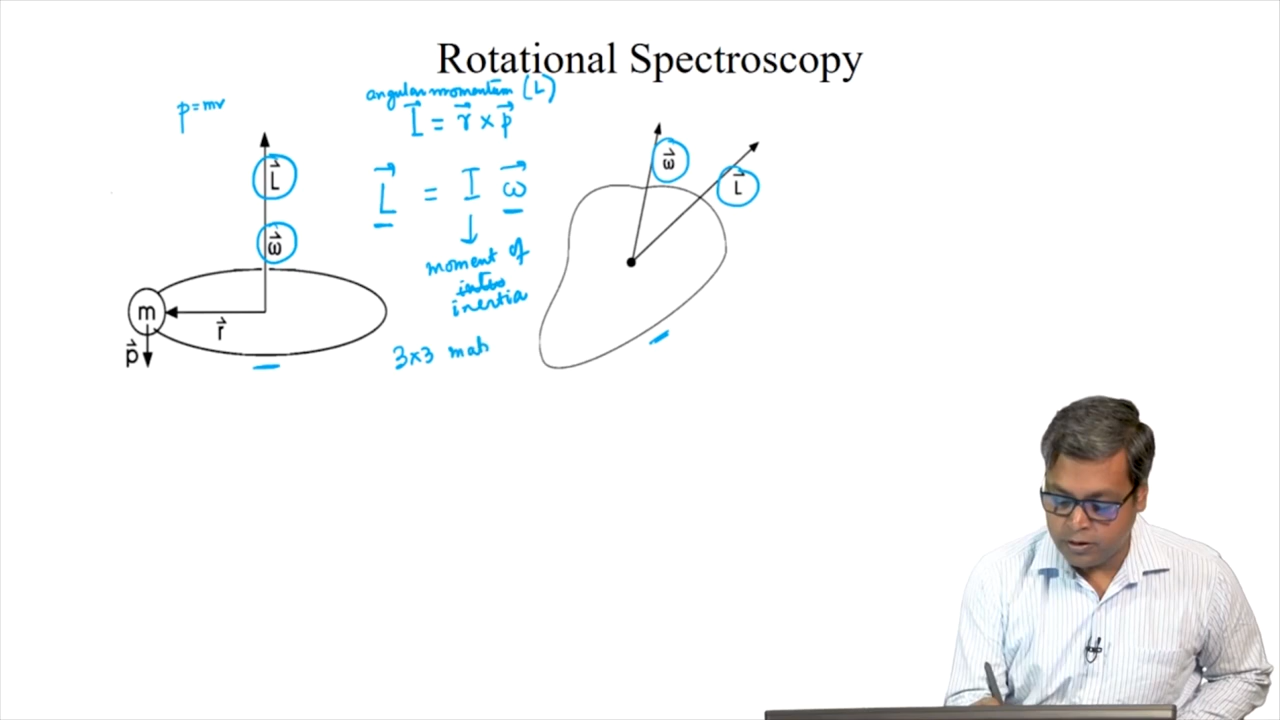 Rotational Spectroscopy
angular momentum (L)
p = mv
L⃗ = r⃗ × p⃗
L⃗ = I ω⃗
moment of
inertia
3×3 mat
L⃗
ω⃗
m
r⃗
p⃗
ω⃗
L⃗